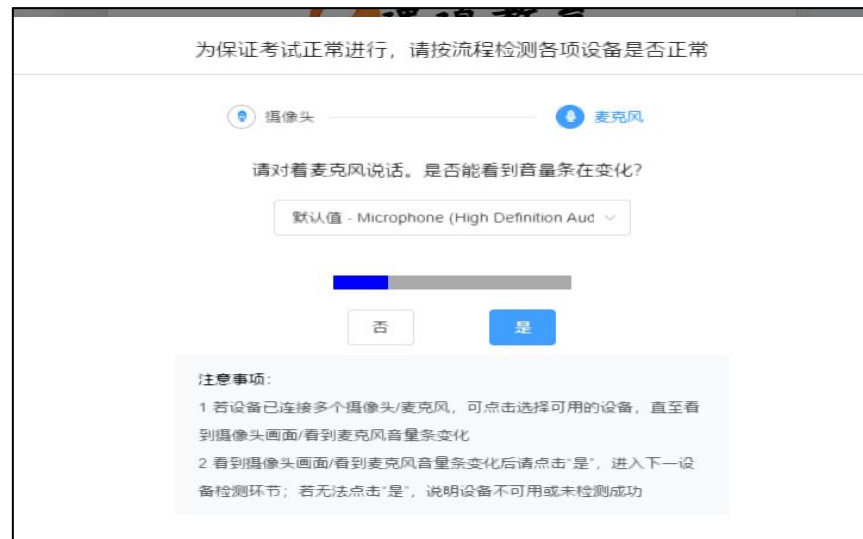 为保证考试正常进行，请按流程检测各项设备是否正常
摄像头
麦克风
请对着麦克风说话。是否能看到音量条在变化?
默认值 - Microphone (High Definition Aud
否
是
注意事项:
1 若设备已连接多个摄像头/麦克风，可点击选择可用的设备，直至看
到摄像头画面/看到麦克风音量条变化
2 看到摄像头画面/看到麦克风音量条变化后请点击“是”，进入下一设
备检测环节；若无法点击“是”，说明设备不可用或未检测成功